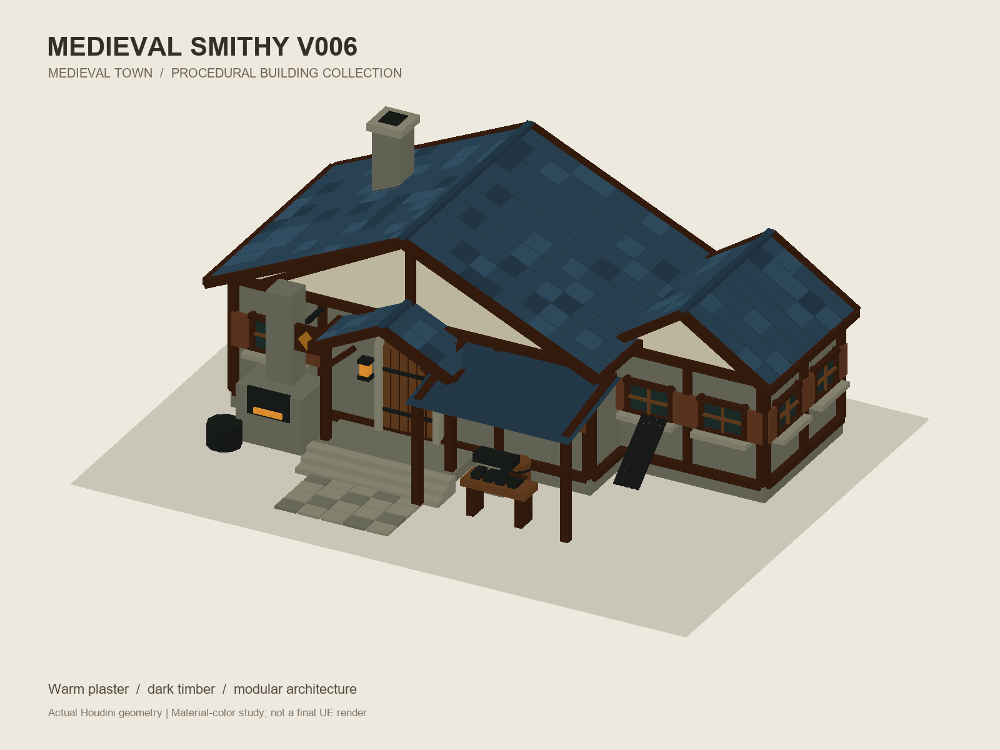 MEDIEVAL SMITHY V006
MEDIEVAL TOWN / PROCEDURAL BUILDING COLLECTION
Warm plaster / dark timber / modular architecture
Actual Houdini geometry | Material-color study; not a final UE render